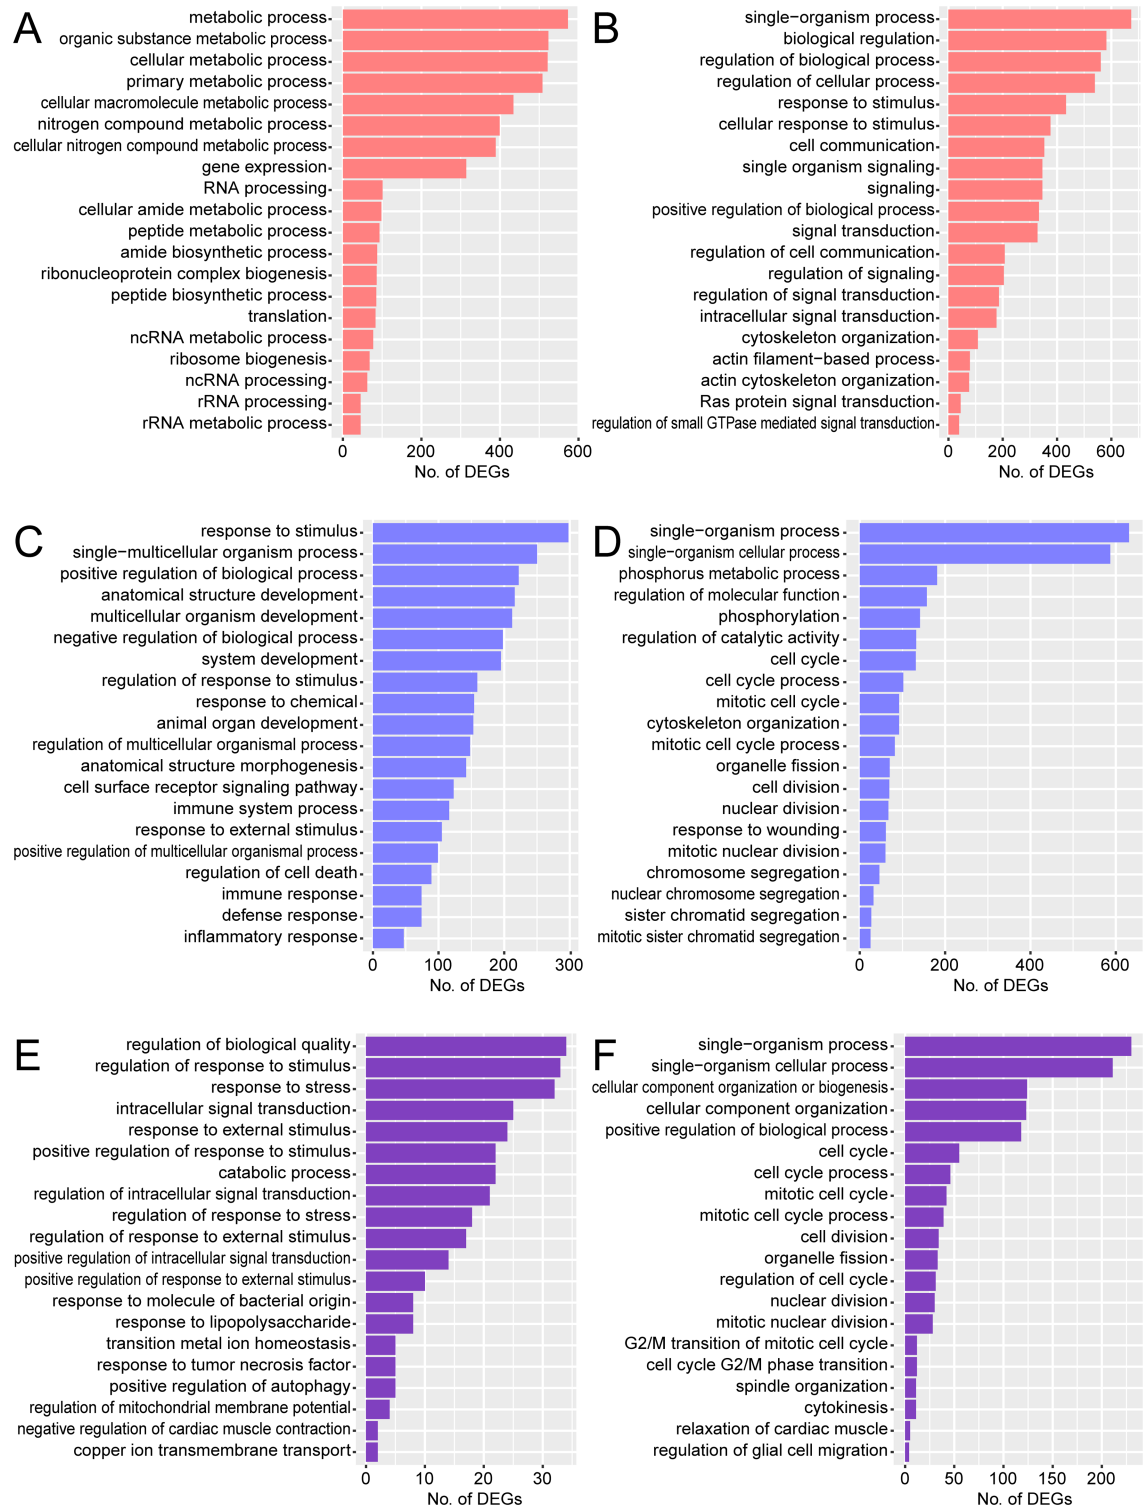 A
metabolic process
organic substance metabolic process
cellular metabolic process
primary metabolic process
cellular macromolecule metabolic process
nitrogen compound metabolic process
cellular nitrogen compound metabolic process
gene expression
RNA processing
cellular amide metabolic process
peptide metabolic process
amide biosynthetic process
ribonucleoprotein complex biogenesis
peptide biosynthetic process
translation
ncRNA metabolic process
ribosome biogenesis
ncRNA processing
rRNA processing
rRNA metabolic process
0 200 400 600
No. of DEGs
B
single−organism process
biological regulation
regulation of biological process
regulation of cellular process
response to stimulus
cellular response to stimulus
cell communication
single organism signaling
signaling
positive regulation of biological process
signal transduction
regulation of cell communication
regulation of signaling
regulation of signal transduction
intracellular signal transduction
cytoskeleton organization
actin filament−based process
actin cytoskeleton organization
Ras protein signal transduction
regulation of small GTPase mediated signal transduction
0 200 400 600
No. of DEGs
C
response to stimulus
single−multicellular organism process
positive regulation of biological process
anatomical structure development
multicellular organism development
negative regulation of biological process
system development
regulation of response to stimulus
response to chemical
animal organ development
regulation of multicellular organismal process
anatomical structure morphogenesis
cell surface receptor signaling pathway
immune system process
response to external stimulus
positive regulation of multicellular organismal process
regulation of cell death
immune response
defense response
inflammatory response
0 100 200 300
No. of DEGs
D
single−organism process
single−organism cellular process
phosphorus metabolic process
regulation of molecular function
phosphorylation
regulation of catalytic activity
cell cycle
cell cycle process
mitotic cell cycle
cytoskeleton organization
mitotic cell cycle process
organelle fission
cell division
nuclear division
response to wounding
mitotic nuclear division
chromosome segregation
nuclear chromosome segregation
sister chromatid segregation
mitotic sister chromatid segregation
0 200 400 600
No. of DEGs
E
regulation of biological quality
regulation of response to stimulus
response to stress
intracellular signal transduction
response to external stimulus
positive regulation of response to stimulus
catabolic process
regulation of intracellular signal transduction
regulation of response to stress
regulation of response to external stimulus
positive regulation of intracellular signal transduction
positive regulation of response to external stimulus
response to molecule of bacterial origin
response to lipopolysaccharide
transition metal ion homeostasis
response to tumor necrosis factor
positive regulation of autophagy
regulation of mitochondrial membrane potential
negative regulation of cardiac muscle contraction
copper ion transmembrane transport
0 10 20 30
No. of DEGs
F
single−organism process
single−organism cellular process
cellular component organization or biogenesis
cellular component organization
positive regulation of biological process
cell cycle
cell cycle process
mitotic cell cycle
mitotic cell cycle process
cell division
organelle fission
regulation of cell cycle
nuclear division
mitotic nuclear division
G2/M transition of mitotic cell cycle
cell cycle G2/M phase transition
spindle organization
cytokinesis
relaxation of cardiac muscle
regulation of glial cell migration
0 50 100 150 200
No. of DEGs